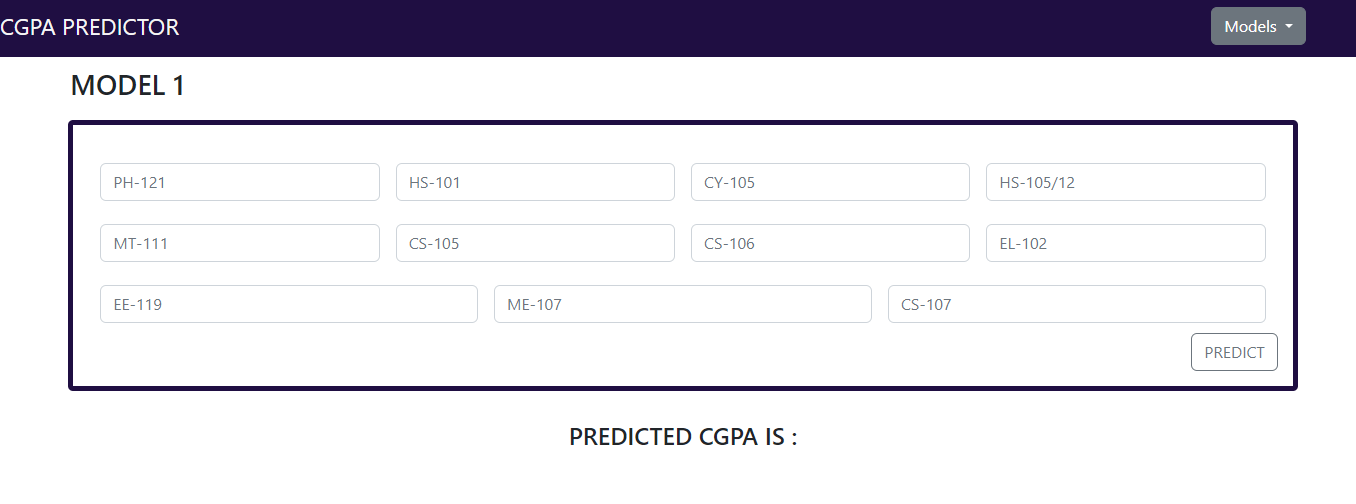 CGPA PREDICTOR Models
MODEL 1
PH-121 HS-101 CY-105 HS-105/12
MT-111 CS-105 CS-106 EL-102
EE-119 ME-107 CS-107
PREDICT
PREDICTED CGPA IS :